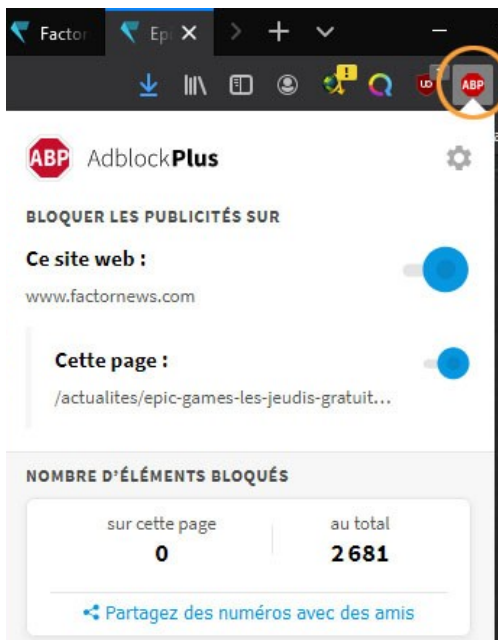 Factor
Epi
ABP
ABP AdblockPlus
BLOQUER LES PUBLICITÉS SUR
Ce site web :
www.factornews.com
Cette page :
/actualites/epic-games-les-jeudis-gratuit...
NOMBRE D'ÉLÉMENTS BLOQUÉS
sur cette page au total
0 2 681
Partagez des numéros avec des amis